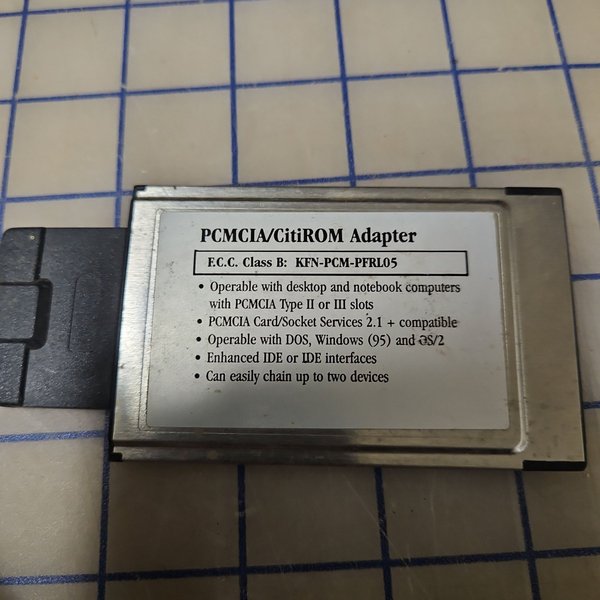 PCMCIA/CitiROM Adapter
F.C.C. Class B: KFN-PCM-PFRL05
• Operable with desktop and notebook computers
with PCMCIA Type II or III slots
• PCMCIA Card/Socket Services 2.1 + compatible
• Operable with DOS, Windows (95) and OS/2
• Enhanced IDE or IDE interfaces
• Can easily chain up to two devices